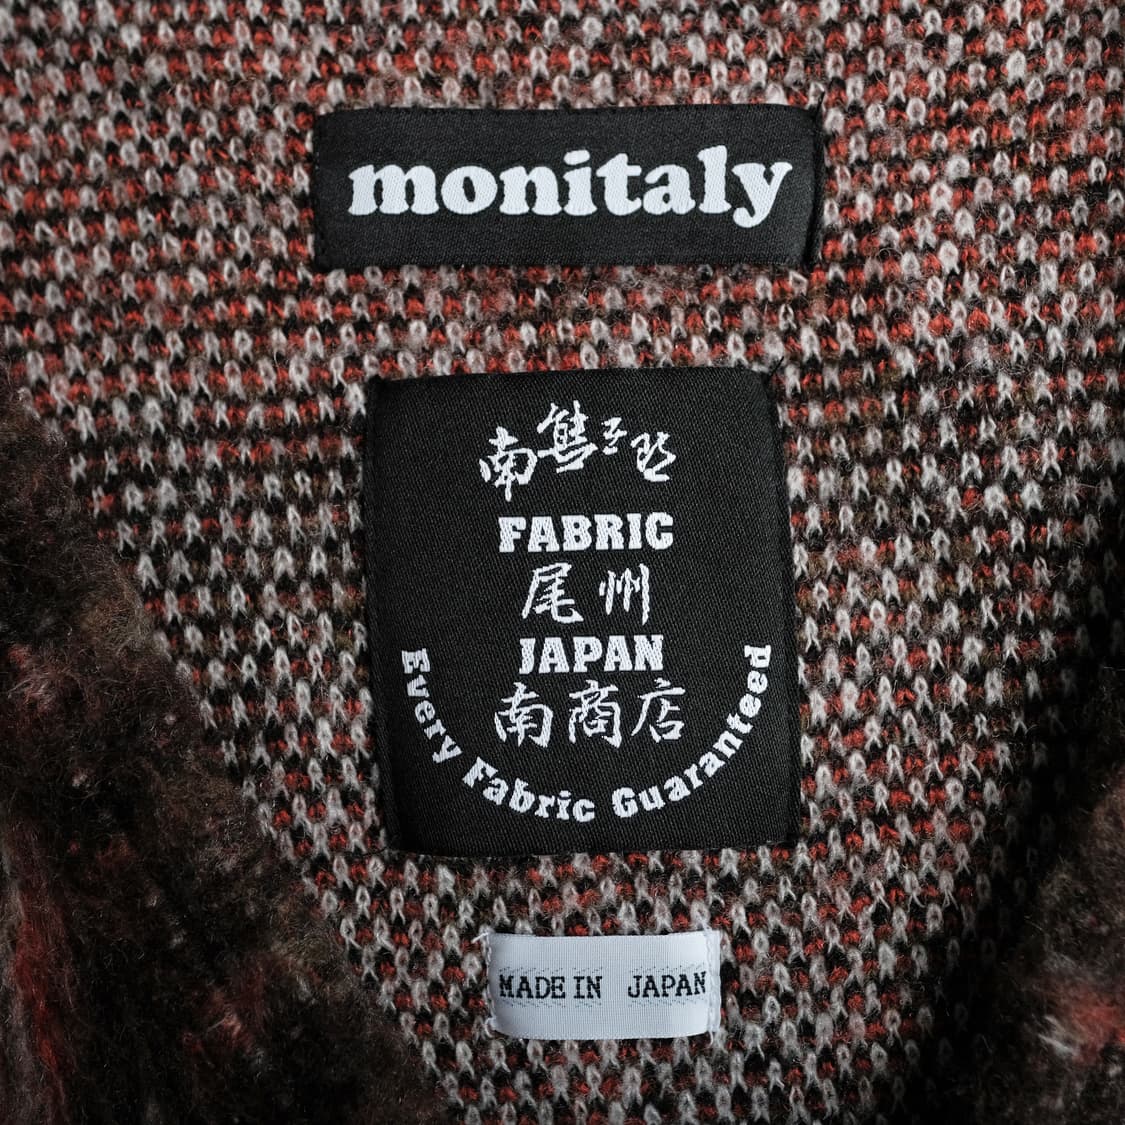 monitaly
FABRIC
尾州
JAPAN
南商店
Every Fabric Guaranteed
MADE IN JAPAN